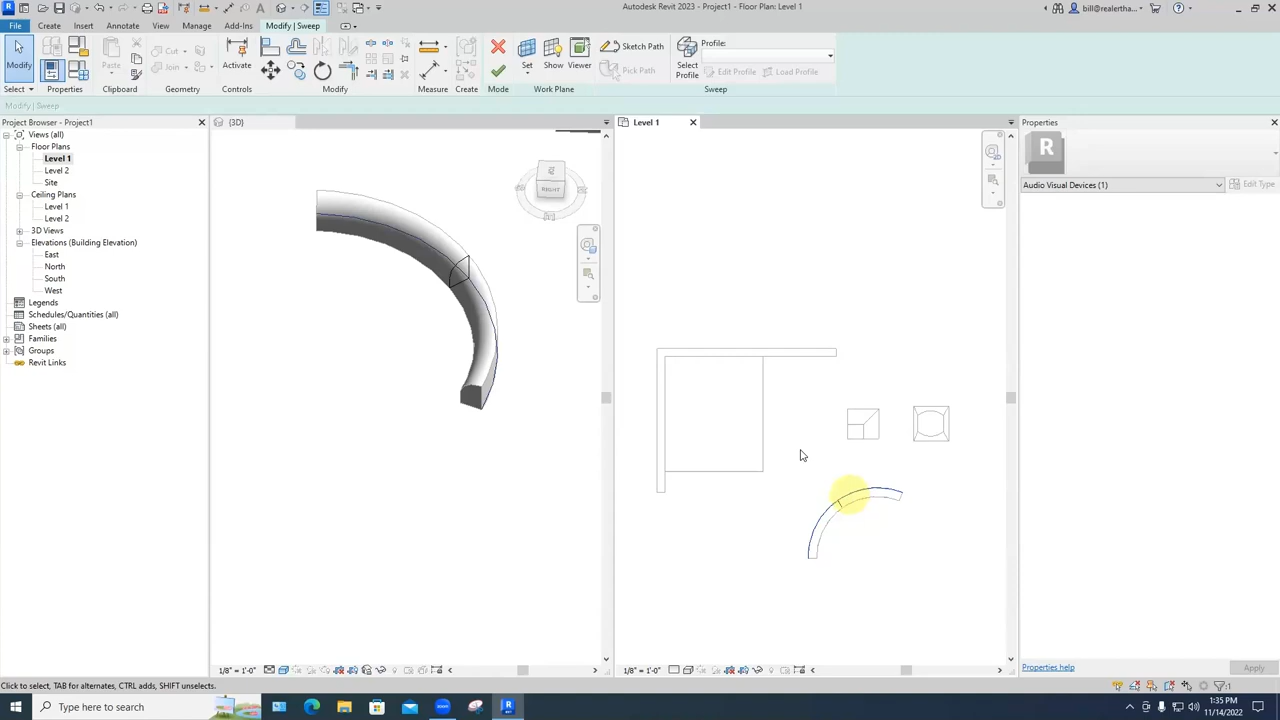 Autodesk Revit 2023 - Project1 - Floor Plan: Level 1
bill@realertha...
File Create Insert Annotate View Manage Add-Ins Modify | Sweep
Modify
Paste
Cut
Join
Activate
Set Show Viewer
Sketch Path
Pick Path
Select Profile
Profile:
Edit Profile Load Profile
Select Properties Clipboard Geometry Controls Modify Measure Create Mode Work Plane Sweep
Modify | Sweep
Project Browser - Project1
{3D}
Level 1
Properties
Views (all)
Floor Plans
Level 1
Level 2
Site
Ceiling Plans
Level 1
Level 2
3D Views
Elevations (Building Elevation)
East
North
South
West
Legends
Schedules/Quantities (all)
Sheets (all)
Families
Groups
Revit Links
RIGHT
R
Audio Visual Devices (1)
Edit Type
1/8" = 1'-0"
1/8" = 1'-0"
Properties help
Apply
Click to select, TAB for alternates, CTRL adds, SHIFT unselects.
:1
Type here to search
1:35 PM
11/14/2022